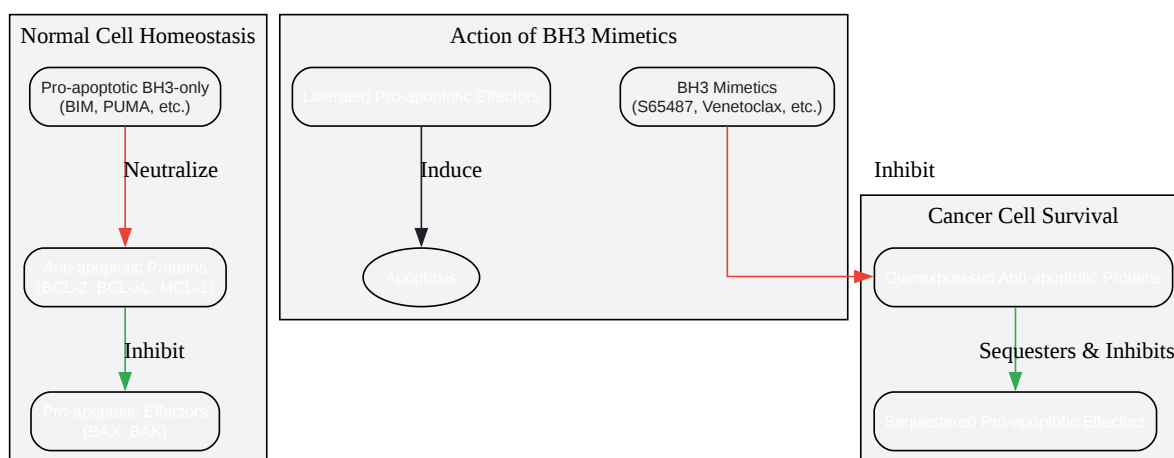 Normal Cell Homeostasis
Pro-apoptotic BH3-only
(BIM, PUMA, etc.)
Neutralize
Anti-apoptotic Proteins
(BCL-2, BCL-xL, MCL-1)
Inhibit
Pro-apoptotic Effectors
(BAX, BAK)
Action of BH3 Mimetics
Liberated Pro-apoptotic Effectors
Induce
Apoptosis
BH3 Mimetics
(S65487, Venetoclax, etc.)
Inhibit
Cancer Cell Survival
Overexpressed Anti-apoptotic Proteins
Sequesters & Inhibits
Sequestered Pro-apoptotic Effectors